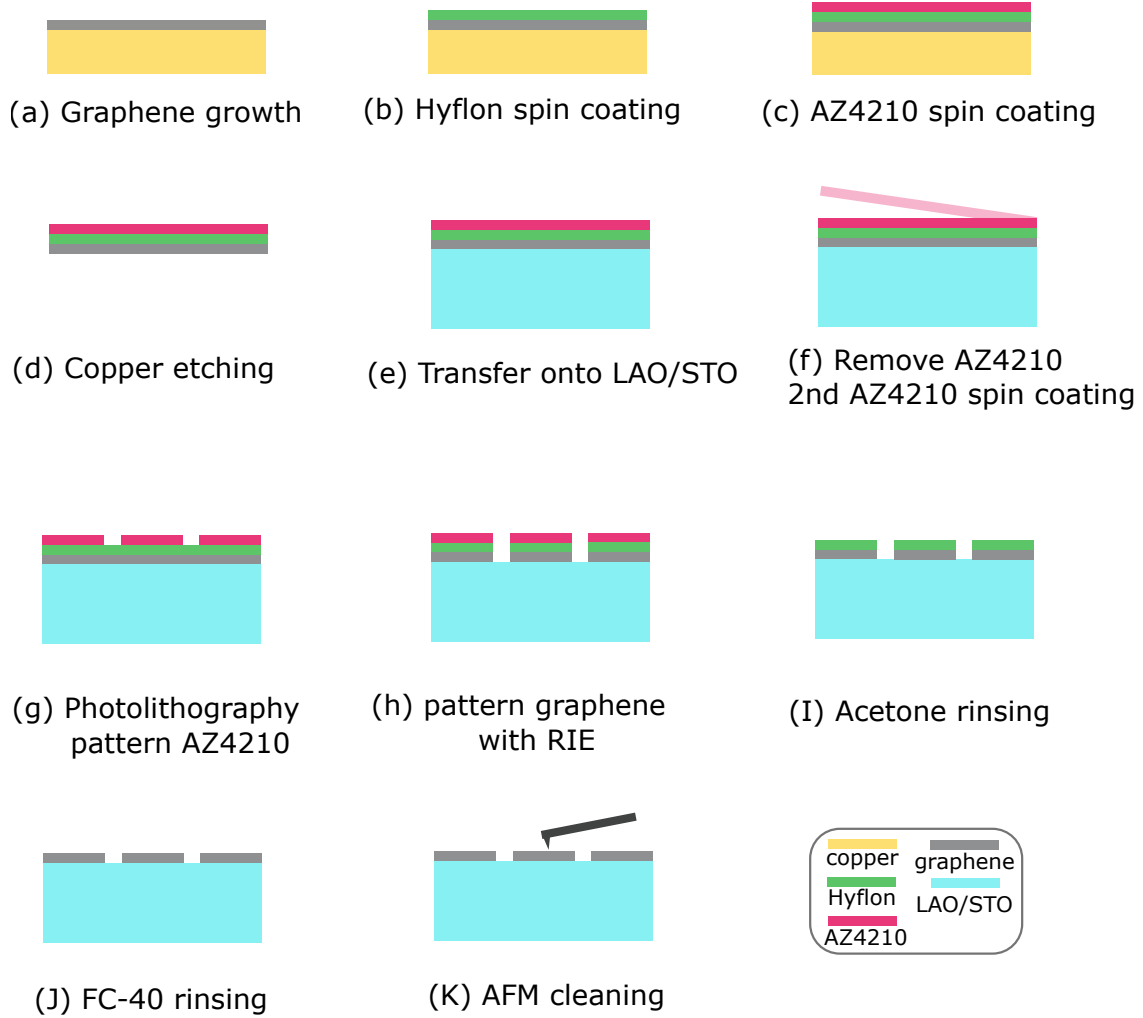 (a) Graphene growth
(b) Hyflon spin coating
(c) AZ4210 spin coating
(d) Copper etching
(e) Transfer onto LAO/STO
(f) Remove AZ4210
2nd AZ4210 spin coating
(g) Photolithography
pattern AZ4210
(h) pattern graphene
with RIE
(I) Acetone rinsing
(J) FC-40 rinsing
(K) AFM cleaning
copper
graphene
Hyflon
LAO/STO
AZ4210